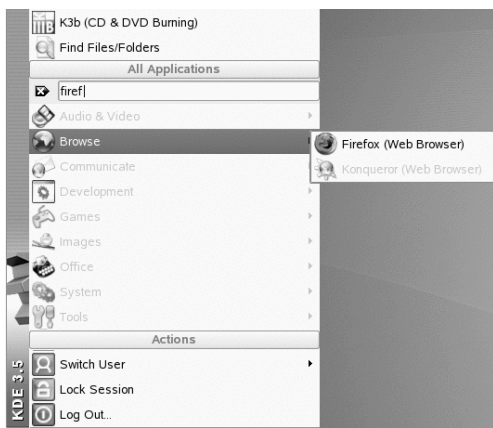 K3b (CD & DVD Burning)
Find Files/Folders
All Applications
firef
Audio & Video
Browse
Firefox (Web Browser)
Konqueror (Web Browser)
Communicate
Development
Games
Images
Office
System
Tools
Actions
Switch User
Lock Session
Log Out...
KDE 3.5